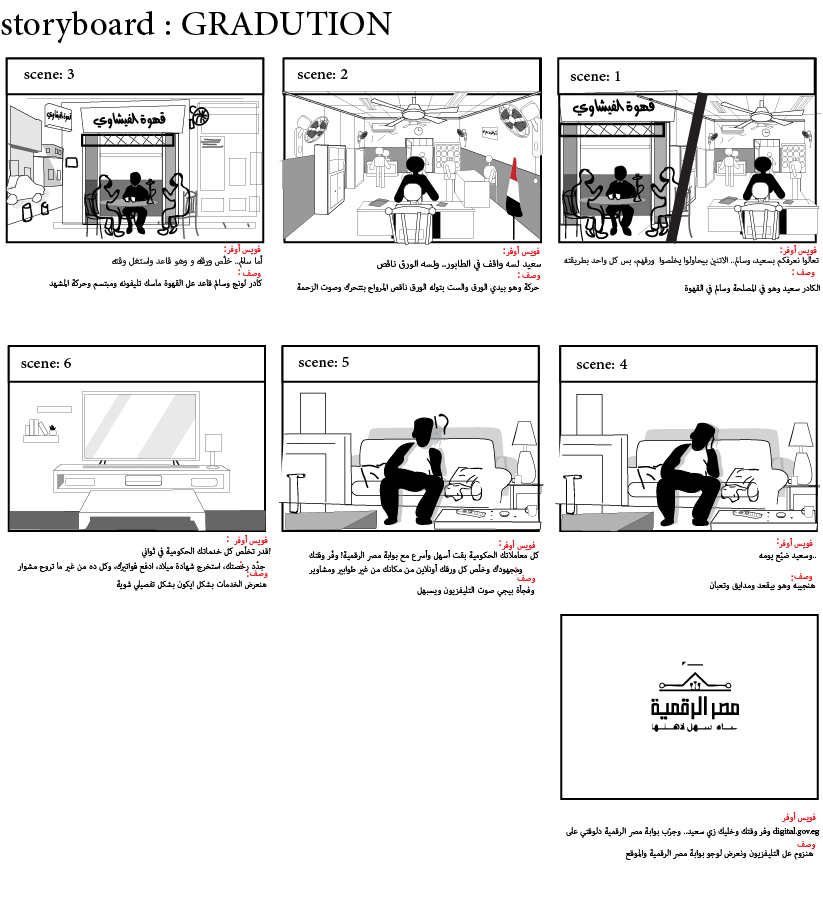 storyboard : GRADUTION
scene: 1
قهوة الفيشاوي
فويس أوفر:
تعالوا نعرفكم بسعيد، وسالم.. الاتنين بيحاولوا يخلصوا ورقهم، بس كل واحد بطريقته
وصف :
الكادر سعيد وهو في المصلحة وسالم في القهوة
scene: 2
فويس أوفر:
سعيد لسه واقف في الطابور.. ولسه الورق ناقص
وصف :
حركة وهو بيدي الورق والست بتوله الورق ناقص المرواح بتتحرك وصوت الزحمة
scene: 3
قهوة الفيشاوي
قهوة الفيشاوي
فويس أوفر:
أما سالم.. خلّص ورقه و وهو قاعد واستغل وقته
وصف :
كادر لونج وسالم قاعد عل القهوة ماسك تليفونه ومبتسم وحركة المشهد
scene: 4
فويس أوفر:
..وسعيد ضيّع يومه
وصف:
هنجيبه وهو بيقعد ومدايق وتعبان
scene: 5
فويس أوفر:
كل معاملاتك الحكومية بقت أسهل وأسرع مع بوابة مصر الرقمية! وفّر وقتك
ومجهودك وخلّص كل ورقك أونلاين من مكانك من غير طوابير ومشاوير
وصف
وفجأة بيجي صوت التليفزيون ويسبهل
scene: 6
فويس أوفر :
!قدر تخلّص كل خدماتك الحكومية في ثواني
جدّد رخصتك، استخرج شهادة ميلاد، ادفع فواتيرك، وكل ده من غير ما تروح مشوار
وصف:
هنعرض الخدمات بشكل ايكون بشكل تفصيلي شوية
مصر الرقمية
فويس أوفر
digital.gov.eg وفر وقتك وخليك زي سعيد.. وجرّب بوابة مصر الرقمية دلوقتي على
وصف
هنزوم عل التليفزيون ونعرض لوجو بوابة مصر الرقمية والموقع